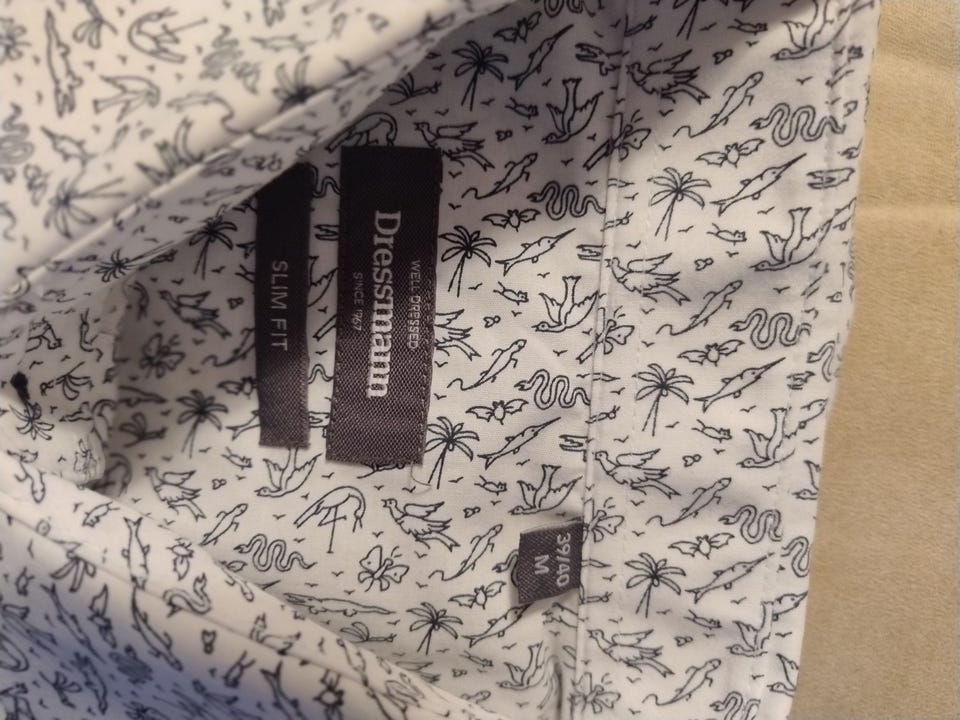 WELL DRESSED
Dressmann
SINCE 1967
SLIM FIT
39/40
M